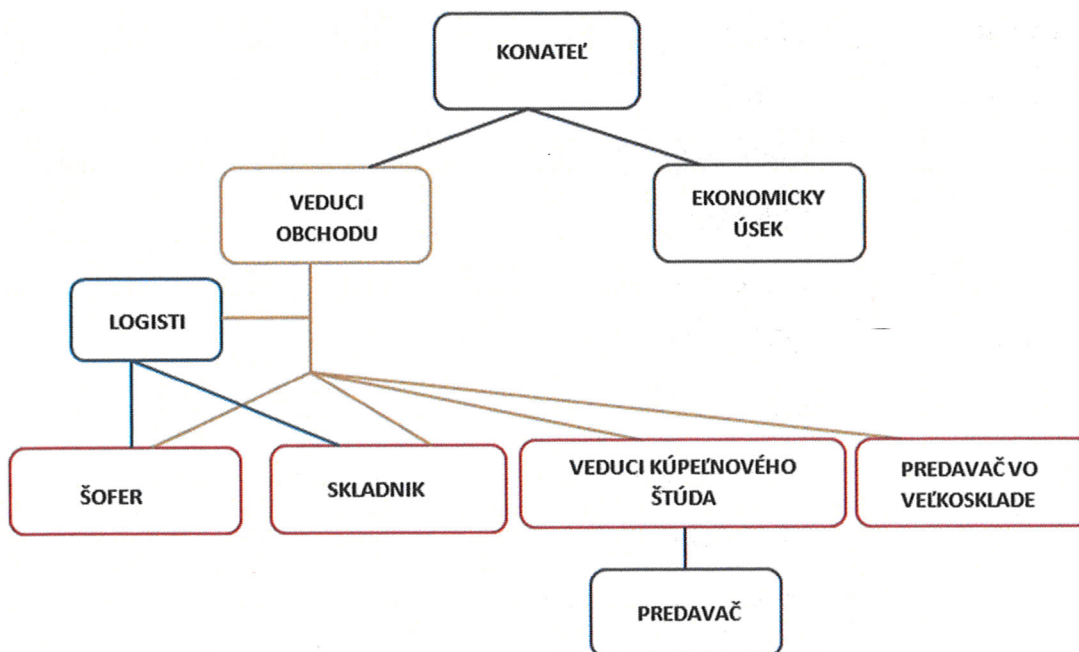 KONATEĽ
VEDUCI
OBCHODU
EKONOMICKY
ÚSEK
LOGISTI
ŠOFER
SKLADNIK
VEDUCI KÚPEĽNOVÉHO
ŠTÚDA
PREDAVAČ VO
VEĽKOSKLADE
PREDAVAČ